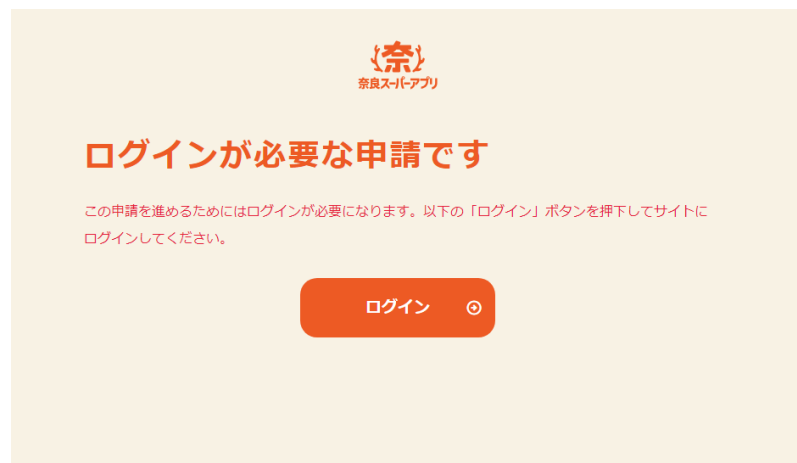 奈
奈良スーパーアプリ
ログインが必要な申請です
この申請を進めるためにはログインが必要になります。以下の「ログイン」ボタンを押下してサイトに
ログインしてください。
ログイン